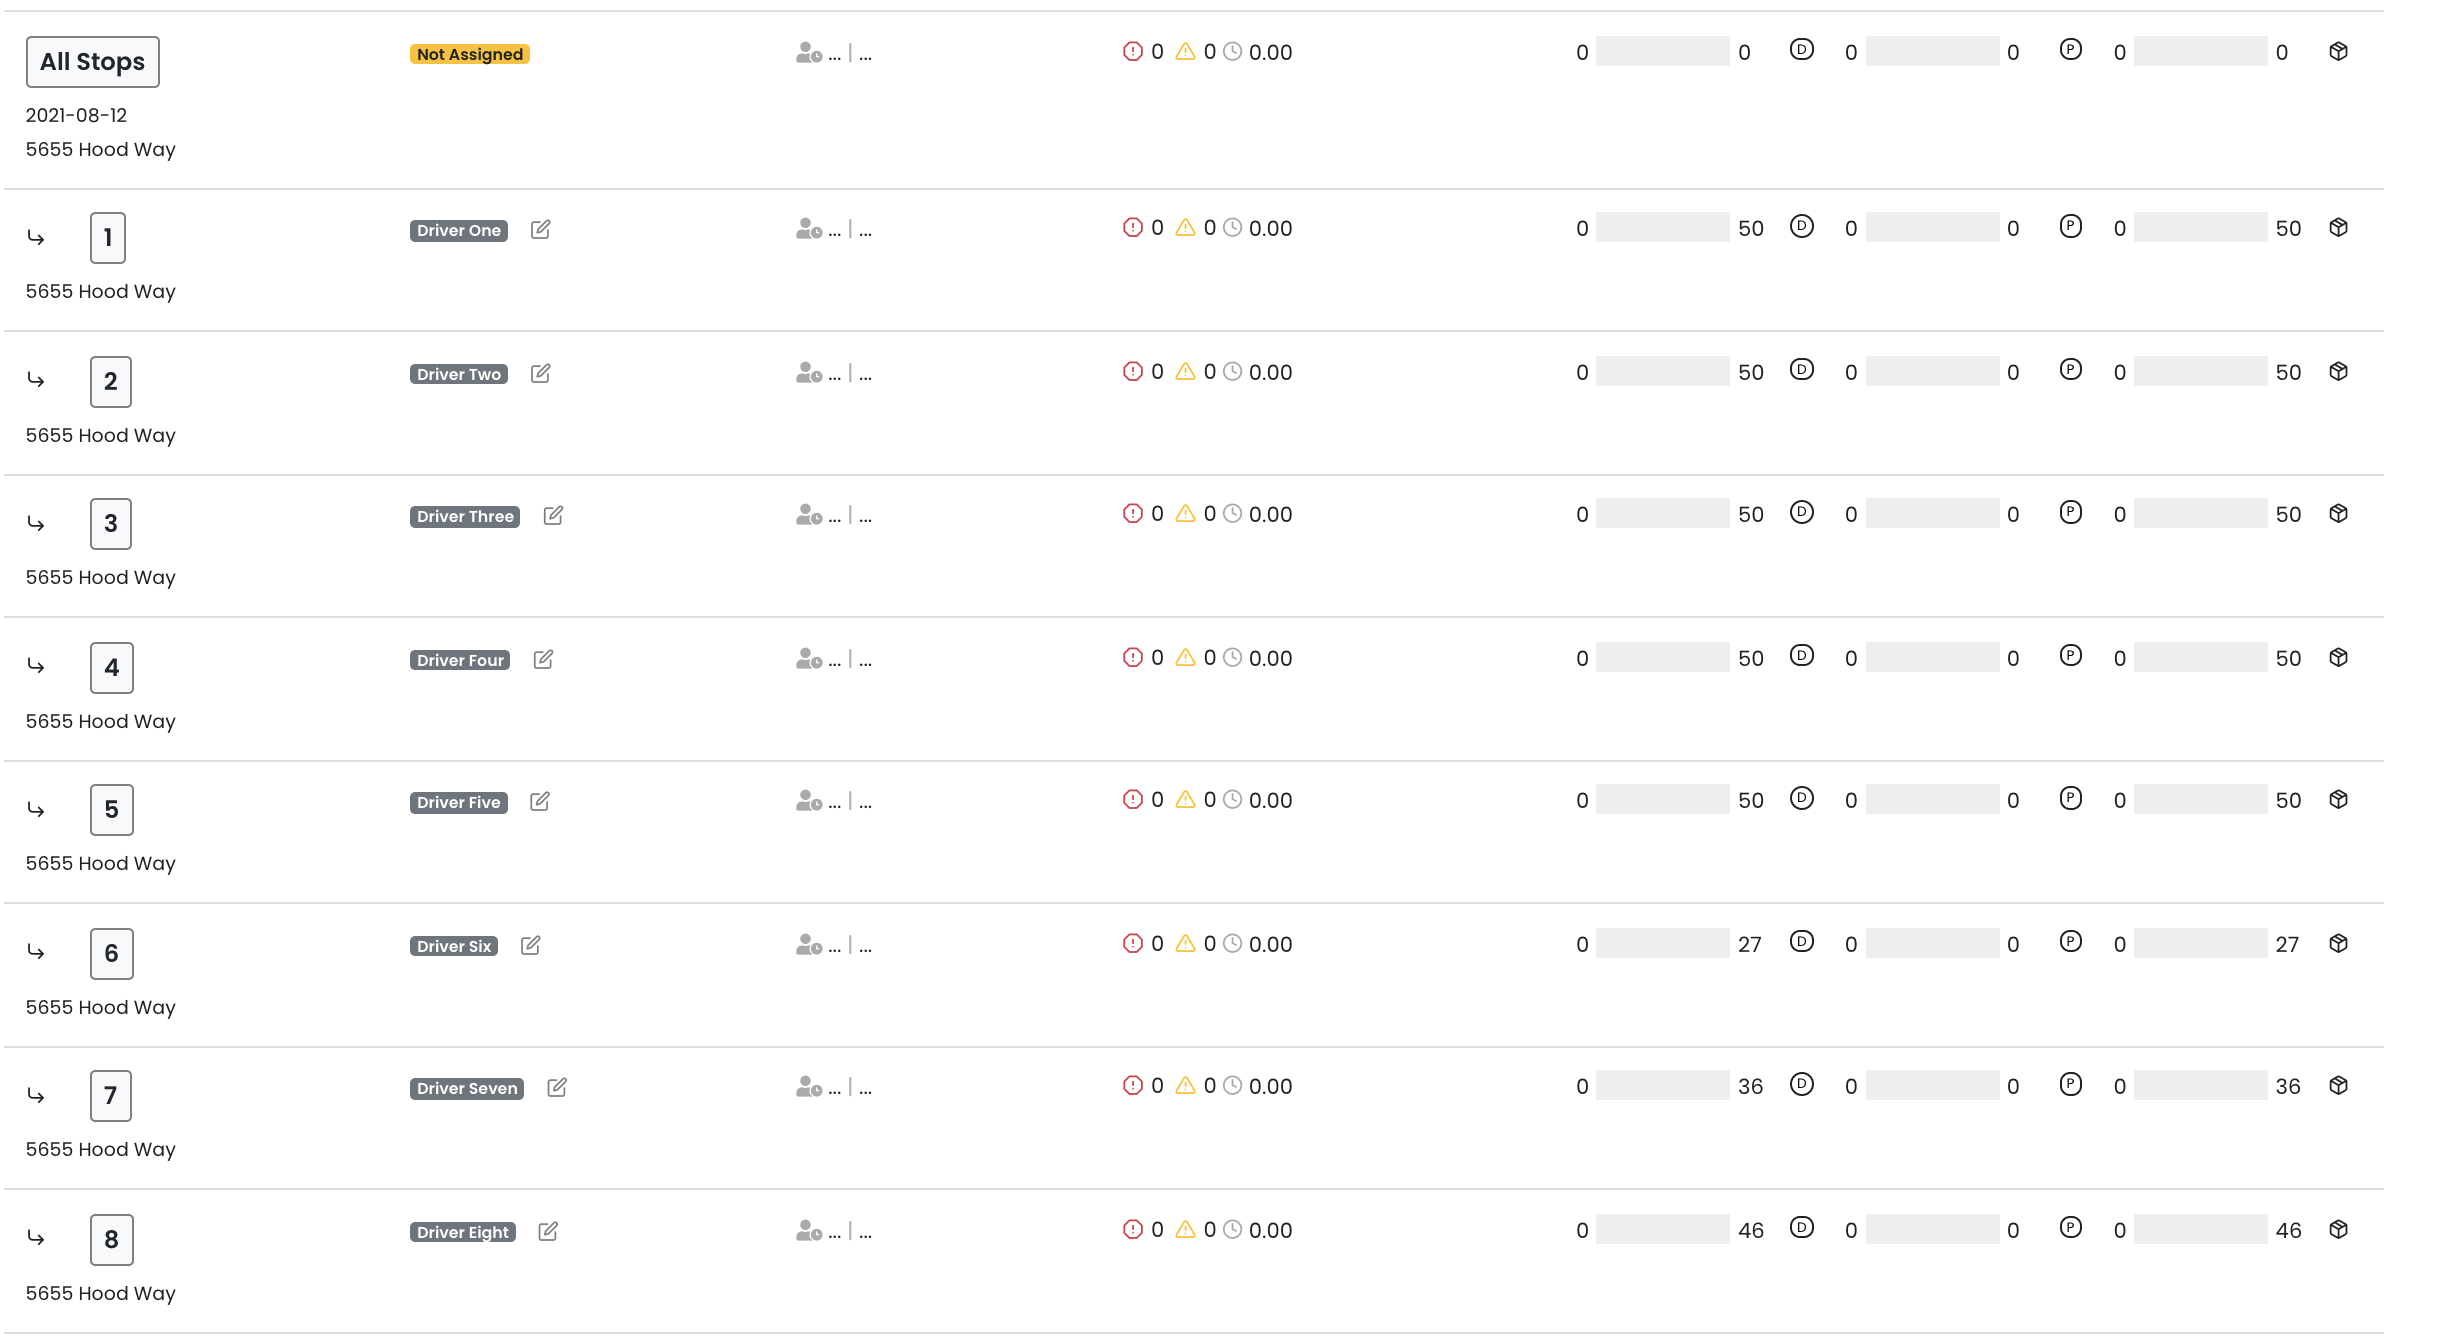 All Stops Not Assigned ... | ... 0 0 0.00 0 0 D 0 0 P 0 0
2021-08-12
5655 Hood Way
1 Driver One ... | ... 0 0 0.00 0 50 D 0 0 P 0 50
5655 Hood Way
2 Driver Two ... | ... 0 0 0.00 0 50 D 0 0 P 0 50
5655 Hood Way
3 Driver Three ... | ... 0 0 0.00 0 50 D 0 0 P 0 50
5655 Hood Way
4 Driver Four ... | ... 0 0 0.00 0 50 D 0 0 P 0 50
5655 Hood Way
5 Driver Five ... | ... 0 0 0.00 0 50 D 0 0 P 0 50
5655 Hood Way
6 Driver Six ... | ... 0 0 0.00 0 27 D 0 0 P 0 27
5655 Hood Way
7 Driver Seven ... | ... 0 0 0.00 0 36 D 0 0 P 0 36
5655 Hood Way
8 Driver Eight ... | ... 0 0 0.00 0 46 D 0 0 P 0 46
5655 Hood Way